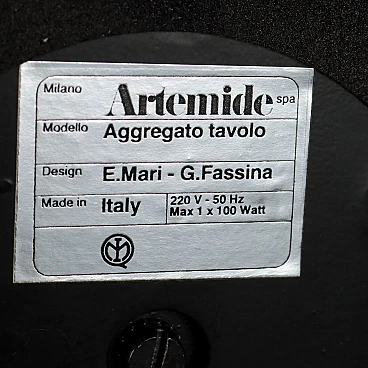 Milano Artemide spa
Modello Aggregato tavolo
Design E.Mari - G.Fassina
Made in Italy 220 V - 50 Hz
Max 1 x 100 Watt